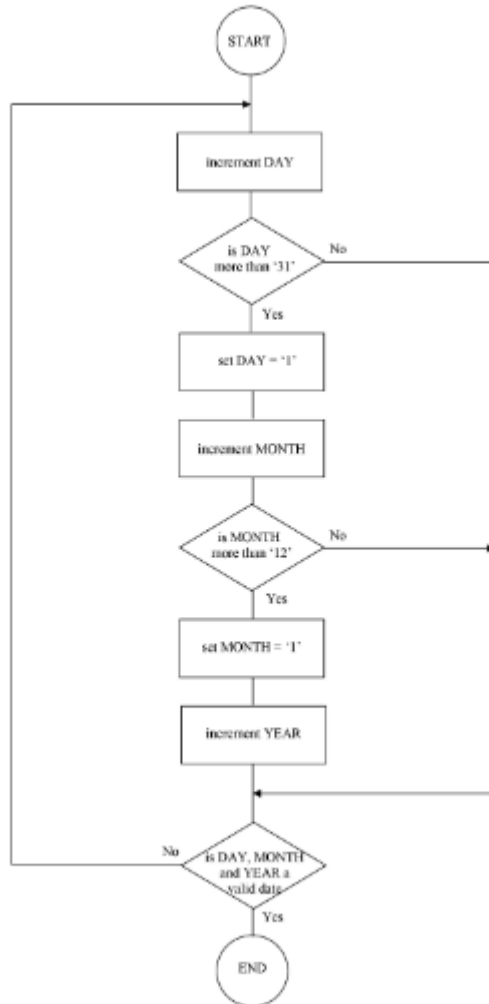 START
increment DAY
is DAY
more than ‘31’
No
Yes
set DAY = ‘1’
increment MONTH
is MONTH
more than ‘12’
No
Yes
set MONTH = ‘1’
increment YEAR
No
is DAY, MONTH
and YEAR a
valid date
Yes
END